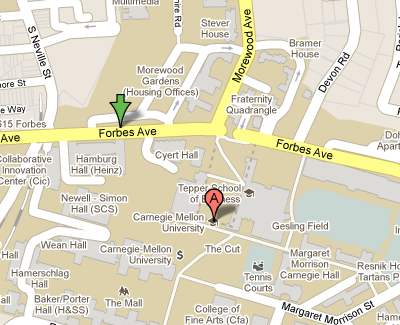 Multimedia
S Neville St
Stever
House
Morewood Ave
Bramer
House
Devon Rd
Morewood
Gardens
(Housing Offices)
Fraternity
Quadrangle
Way
Forbes
Ave
Forbes Ave
Forbes Ave
Collaborative
Innovation
Center (Cic)
Hamburg
Hall (Heinz)
Cyert Hall
Tepper School
of Business
A
Newell - Simon
Hall (SCS)
Carnegie Mellon
University
Gesling Field
Wean Hall
Carnegie-Mellon
University
$
The Cut
Margaret
Morrison
Carnegie Hall
Hamerschlag
Hall
Tennis
Courts
Resnik
Tartans
Baker/Porter
Hall (H&SS)
The Mall
College of
Fine Arts (Cfa)
Margaret Morrison St